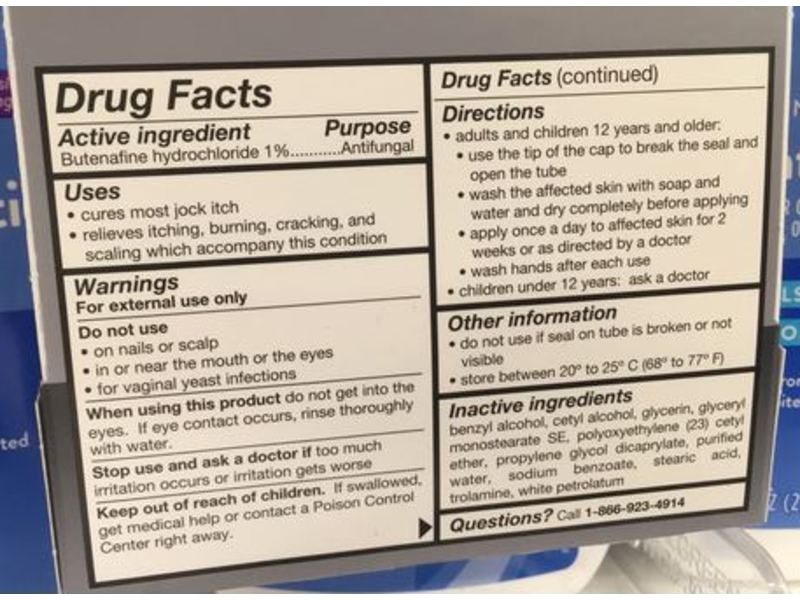 Drug Facts
Active ingredient Purpose
Butenafine hydrochloride 1%..........Antifungal
Uses
• cures most jock itch
• relieves itching, burning, cracking, and
scaling which accompany this condition
Warnings
For external use only
Do not use
• on nails or scalp
• in or near the mouth or the eyes
• for vaginal yeast infections
When using this product do not get into the
eyes. If eye contact occurs, rinse thoroughly
with water.
Stop use and ask a doctor if too much
irritation occurs or irritation gets worse
Keep out of reach of children. If swallowed,
get medical help or contact a Poison Control
Center right away.
Drug Facts (continued)
Directions
• adults and children 12 years and older:
• use the tip of the cap to break the seal and
open the tube
• wash the affected skin with soap and
water and dry completely before applying
• apply once a day to affected skin for 2
weeks or as directed by a doctor
• wash hands after each use
• children under 12 years: ask a doctor
Other information
• do not use if seal on tube is broken or not
visible
• store between 20º to 25º C (68º to 77º F)
Inactive ingredients
benzyl alcohol, cetyl alcohol, glycerin, glyceryl
monostearate SE, polyoxyethylene (23) cetyl
ether, propylene glycol dicaprylate, purified
water, sodium benzoate, stearic acid,
trolamine, white petrolatum
Questions? Call 1-866-923-4914